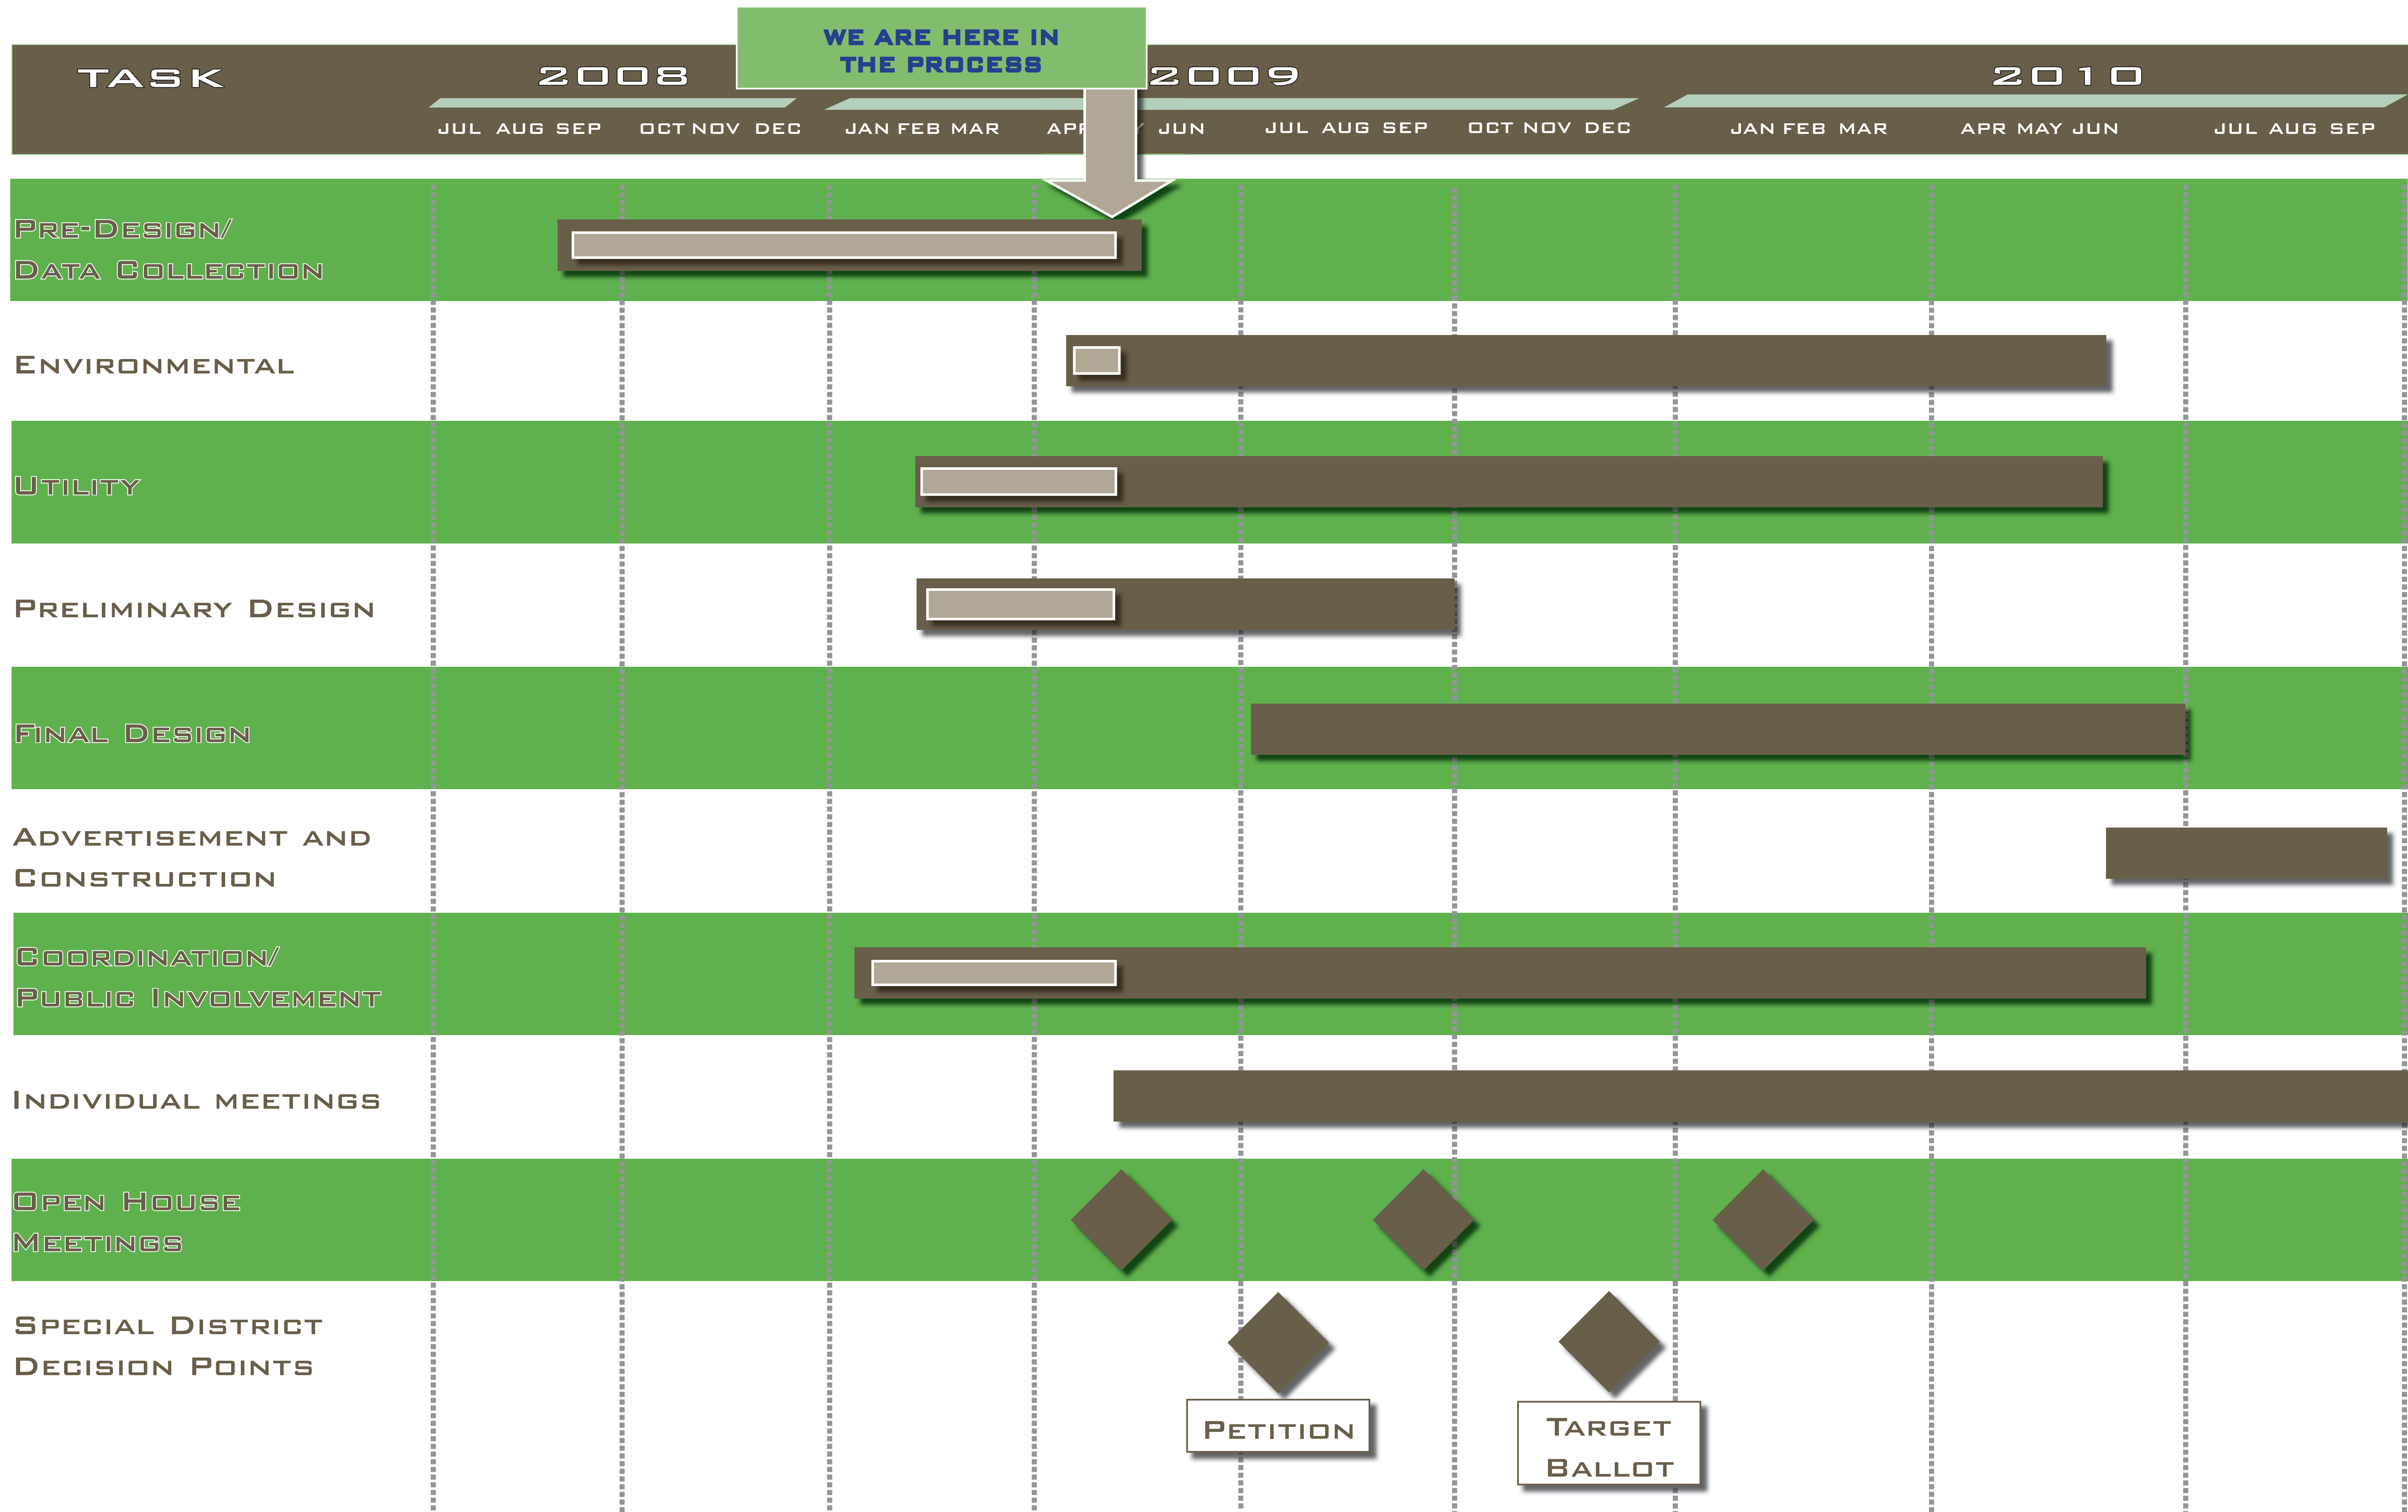 WE ARE HERE IN
THE PROCESS
TASK 2008 2009 2010
JUL AUG SEP OCT NOV DEC JAN FEB MAR JUN JUL AUG SEP OCT NOV DEC JAN FEB MAR APR MAY JUN JUL AUG SEP
PRE-DESIGN/
DATA COLLECTION
ENVIRONMENTAL
UTILITY
PRELIMINARY DESIGN
FINAL DESIGN
ADVERTISEMENT AND
CONSTRUCTION
COORDINATION/
PUBLIC INVOLVEMENT
INDIVIDUAL MEETINGS
OPEN HOUSE
MEETINGS
SPECIAL DISTRICT
DECISION POINTS
PETITION
TARGET
BALLOT